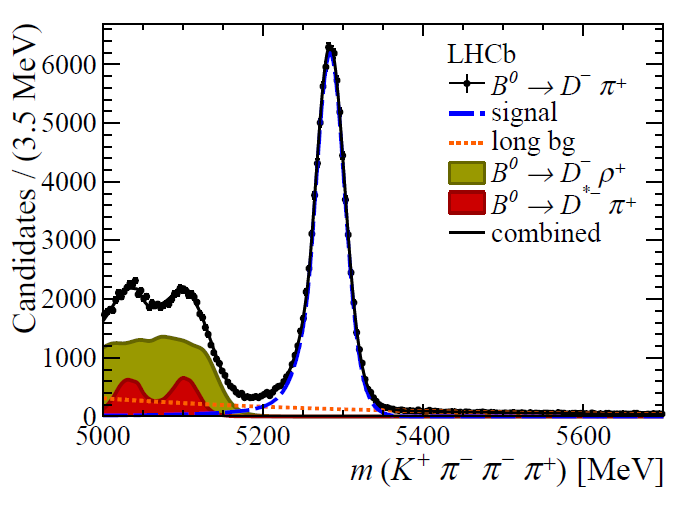 Candidates / (3.5 MeV)
6000
5000
4000
3000
2000
1000
0
LHCb
B⁰ → D⁻ π⁺
signal
long bg
B⁰ → D⁻ ρ⁺
B⁰ → D*⁻ π⁺
combined
5000 5200 5400 5600
m (K⁺ π⁻ π⁻ π⁺) [MeV]